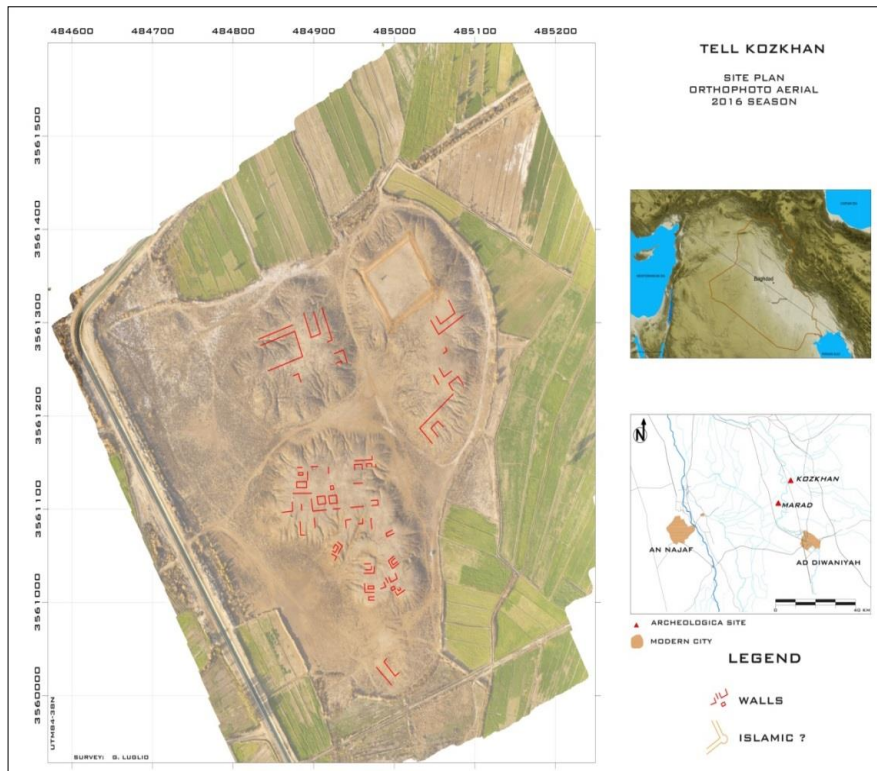 484600 484700 484800 484900 485000 485100 485200
3561500
3561400
3561300
3561200
3561100
3561000
3560000
UTM84-38N
SURVEY: G. LUGLIO
TELL KOZKHAN
SITE PLAN
ORTHOPHOTO AERIAL
2016 SEASON
Baghdad
N
KOZKHAN
MARAD
AN NAJAF
AD DIWANIYAH
40 KM
ARCHEOLOGICA SITE
MODERN CITY
LEGEND
WALLS
ISLAMIC ?